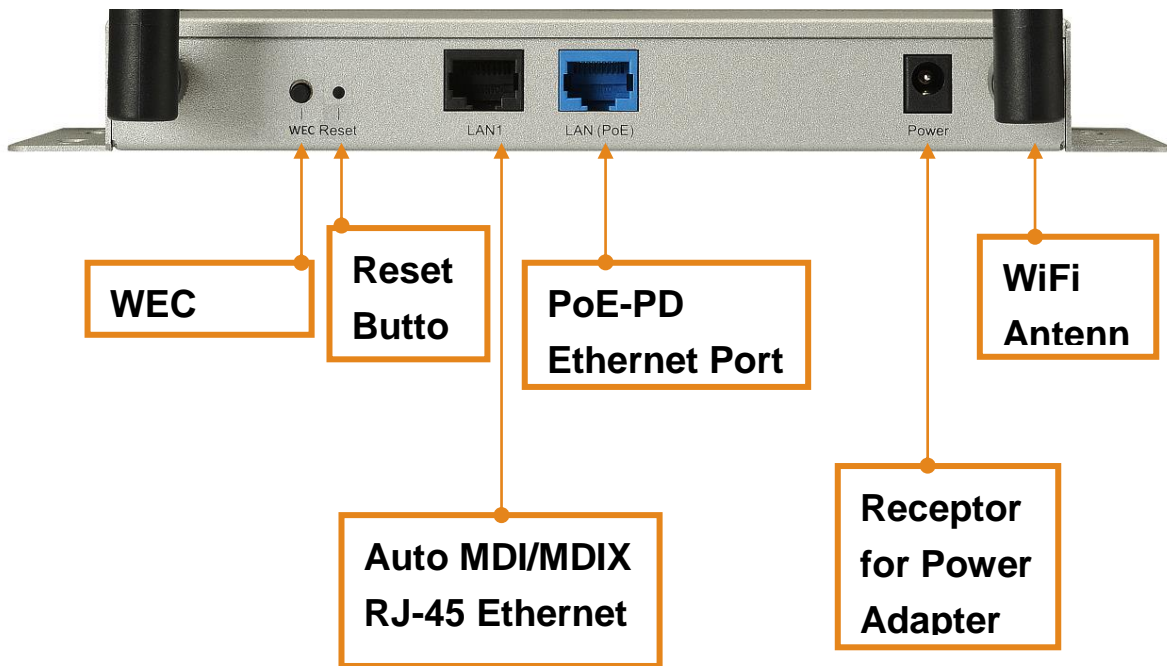 WEC Reset LAN1 LAN (PoE) Power
WEC
Reset
Butto
PoE-PD
Ethernet Port
WiFi
Antenn
Auto MDI/MDIX
RJ-45 Ethernet
Receptor
for Power
Adapter